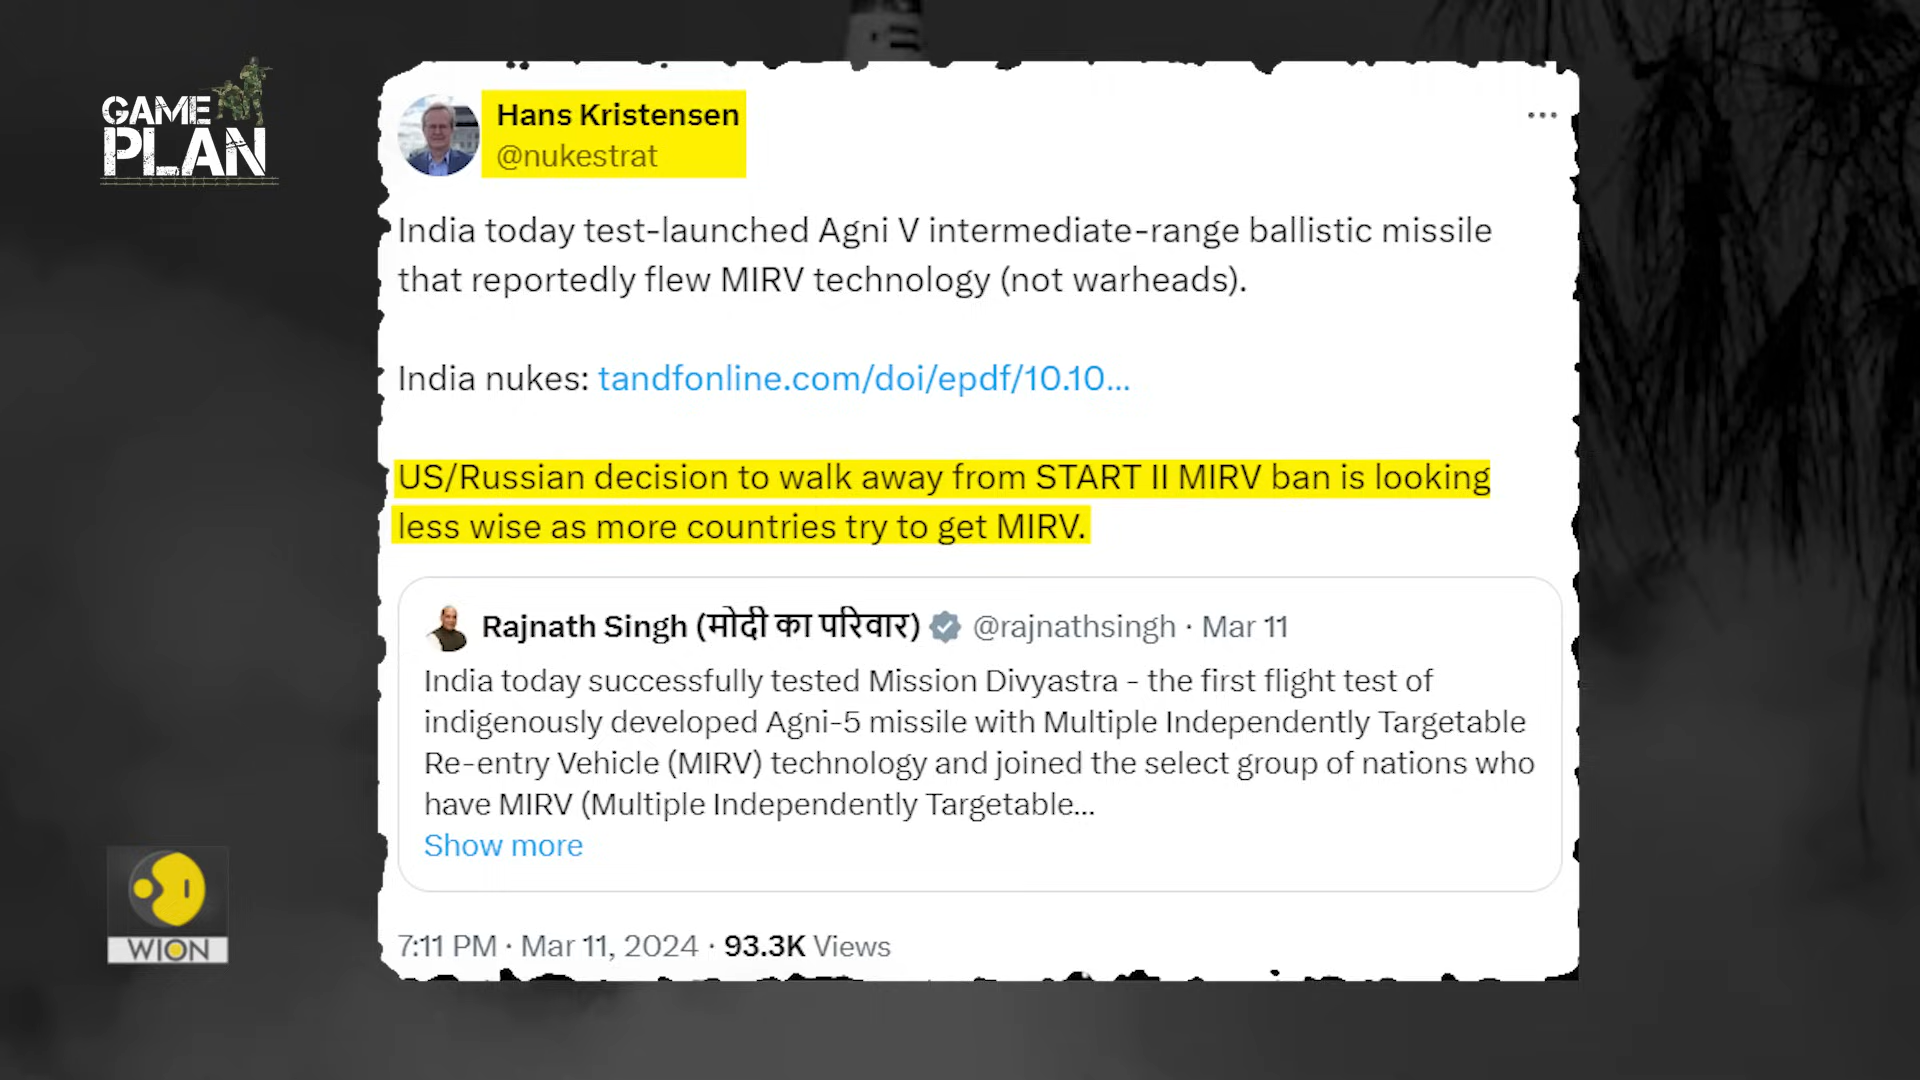 GAME
PLAN
Hans Kristensen
@nukestrat
India today test-launched Agni V intermediate-range ballistic missile
that reportedly flew MIRV technology (not warheads).
India nukes: tandfonline.com/doi/epdf/10.10...
US/Russian decision to walk away from START II MIRV ban is looking
less wise as more countries try to get MIRV.
Rajnath Singh (मोदी का परिवार) @rajnathsingh · Mar 11
India today successfully tested Mission Divyastra - the first flight test of
indigenously developed Agni-5 missile with Multiple Independently Targetable
Re-entry Vehicle (MIRV) technology and joined the select group of nations who
have MIRV (Multiple Independently Targetable...
Show more
7:11 PM · Mar 11, 2024 · 93.3K Views
WION